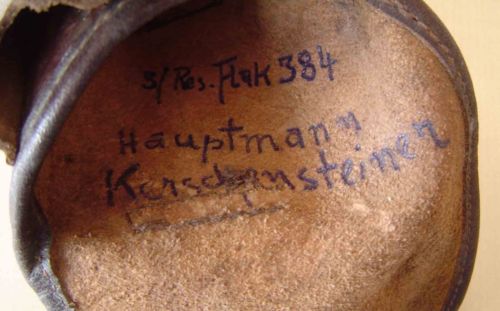 3/Res. Flak 384
Hauptmann
Kerschensteiner